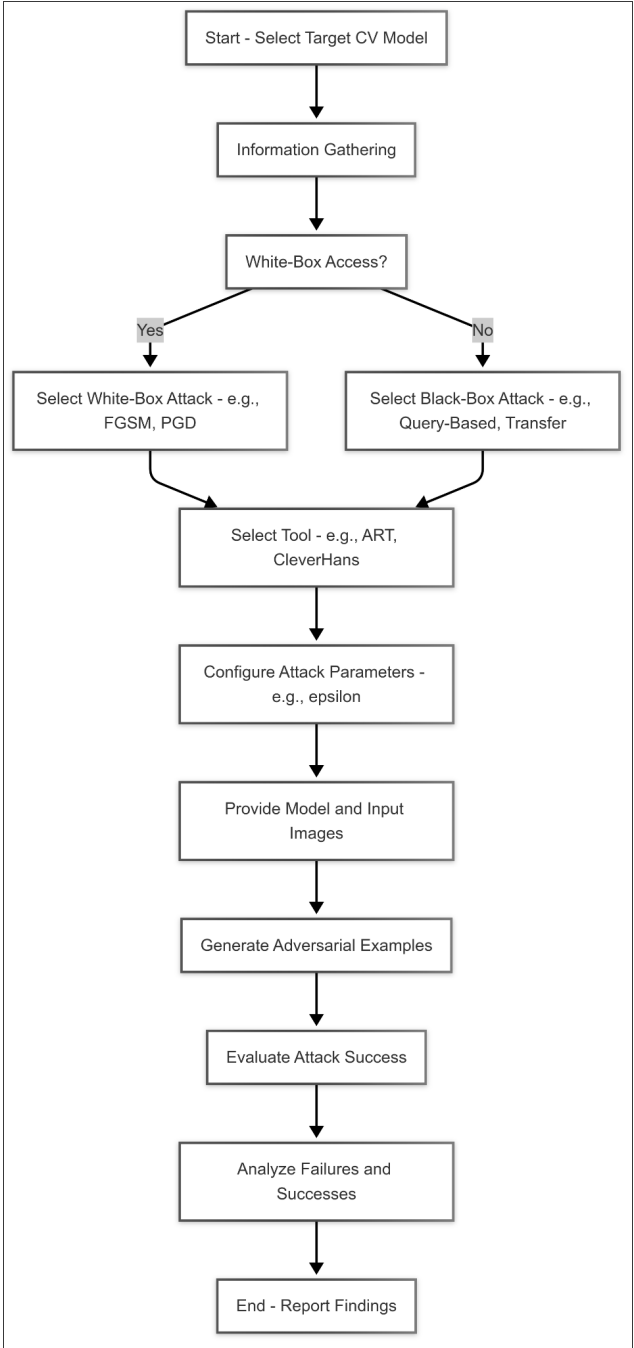 Start - Select Target CV Model
Information Gathering
White-Box Access?
Yes
No
Select White-Box Attack - e.g.,
FGSM, PGD
Select Black-Box Attack - e.g.,
Query-Based, Transfer
Select Tool - e.g., ART,
CleverHans
Configure Attack Parameters -
e.g., epsilon
Provide Model and Input
Images
Generate Adversarial Examples
Evaluate Attack Success
Analyze Failures and
Successes
End - Report Findings